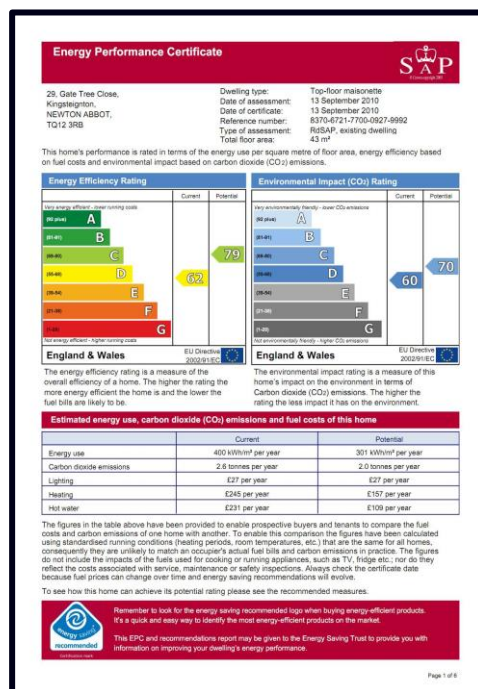 Energy Performance Certificate
SAP
29, Gate Tree Close,
Kingsteignton,
NEWTON ABBOT,
TQ12 3RB
Dwelling type: Top-floor maisonette
Date of assessment: 13 September 2010
Date of certificate: 13 September 2010
Reference number: 8370-6721-7700-0927-9992
Type of assessment: RdSAP, existing dwelling
Total floor area: 43 m²
This home's performance is rated in terms of the energy use per square metre of floor area, energy efficiency based
on fuel costs and environmental impact based on carbon dioxide (CO2) emissions.
Energy Efficiency Rating
Current Potential
Very energy efficient - lower running costs
(92 plus) A
(81-91) B
(69-80) C
(55-68) D
(39-54) E
(21-38) F
(1-20) G
62
79
Not energy efficient - higher running costs
England & Wales
EU Directive
2002/91/EC
Environmental Impact (CO2) Rating
Current Potential
Very environmentally friendly - lower CO2 emissions
(92 plus) A
(81-91) B
(69-80) C
(55-68) D
(39-54) E
(21-38) F
(1-20) G
60
70
Not environmentally friendly - higher CO2 emissions
England & Wales
EU Directive
2002/91/EC
The energy efficiency rating is a measure of the
overall efficiency of a home. The higher the rating the
more energy efficient the home is and the lower the
fuel bills are likely to be.
The environmental impact rating is a measure of this
home's impact on the environment in terms of
Carbon dioxide (CO2) emissions. The higher the
rating the less impact it has on the environment.
Estimated energy use, carbon dioxide (CO2) emissions and fuel costs of this home
Current Potential
Energy use 400 kWh/m² per year 301 kWh/m² per year
Carbon dioxide emissions 2.6 tonnes per year 2.0 tonnes per year
Lighting £27 per year £27 per year
Heating £245 per year £157 per year
Hot water £231 per year £109 per year
The figures in the table above have been provided to enable prospective buyers and tenants to compare the fuel
costs and carbon emissions of one home with another. To enable this comparison the figures have been calculated
using standardised running conditions (heating periods, room temperatures, etc.) that are the same for all homes,
consequently they are unlikely to match an occupier's actual fuel bills and carbon emissions in practice. The figures
do not include the impacts of the fuels used for cooking or running appliances, such as TV, fridge etc.; nor do they
reflect the costs associated with service, maintenance or safety inspections. Always check the certificate date
because fuel prices can change over time and energy saving recommendations will evolve.
To see how this home can achieve its potential rating please see the recommended measures.
energy saving
recommended
Certification mark
Remember to look for the energy saving recommended logo when buying energy-efficient products.
It's a quick and easy way to identify the most energy-efficient products on the market.
This EPC and recommendations report may be given to the Energy Saving Trust to provide you with
information on improving your dwelling's energy performance.
Page 1 of 6